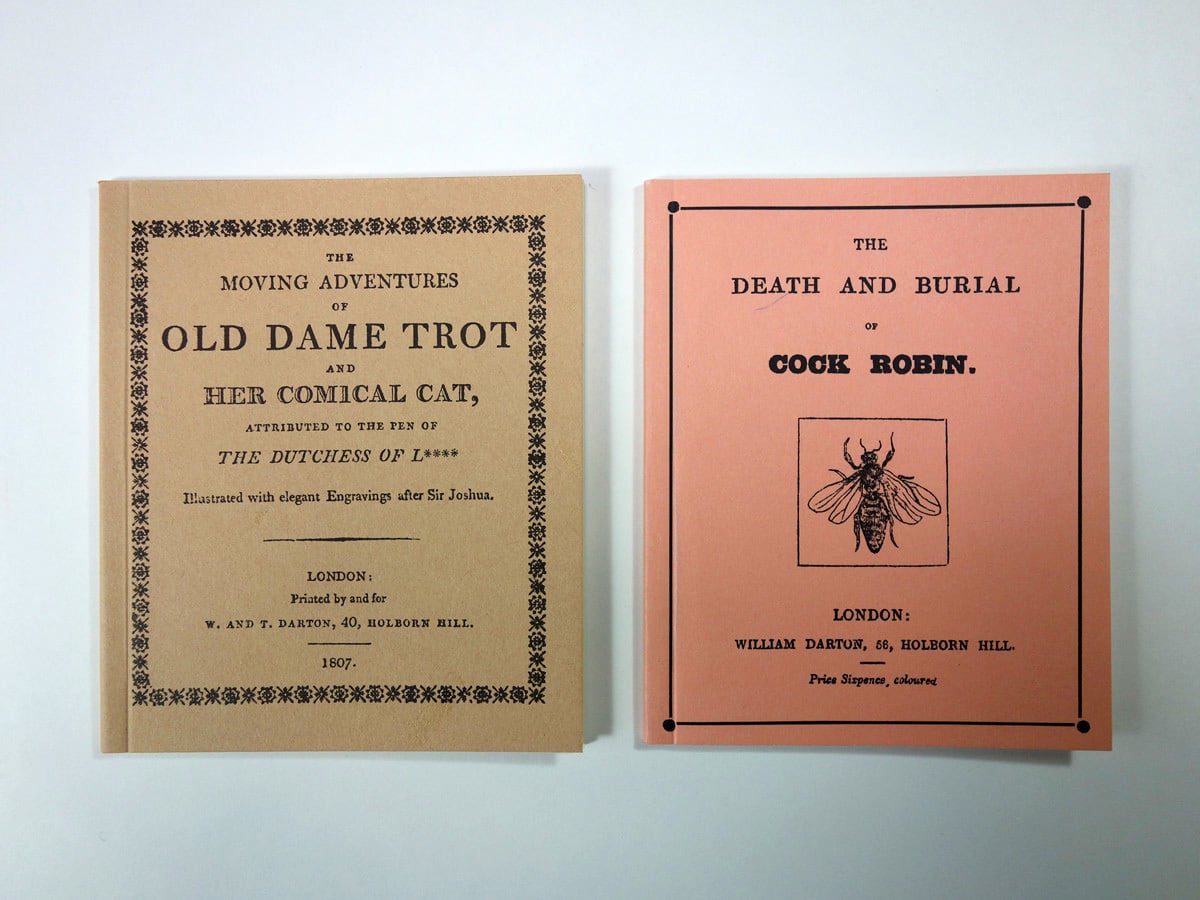 THE
MOVING ADVENTURES
OF
OLD DAME TROT
AND
HER COMICAL CAT,
ATTRIBUTED TO THE PEN OF
THE DUTCHESS OF L****
Illustrated with elegant Engravings after Sir Joshua.
LONDON:
Printed by and for
W. AND T. DARTON, 40, HOLBORN HILL.
1807.
THE
DEATH AND BURIAL
OF
COCK ROBIN.
LONDON:
WILLIAM DARTON, 58, HOLBORN HILL.
Price Sixpence, coloured